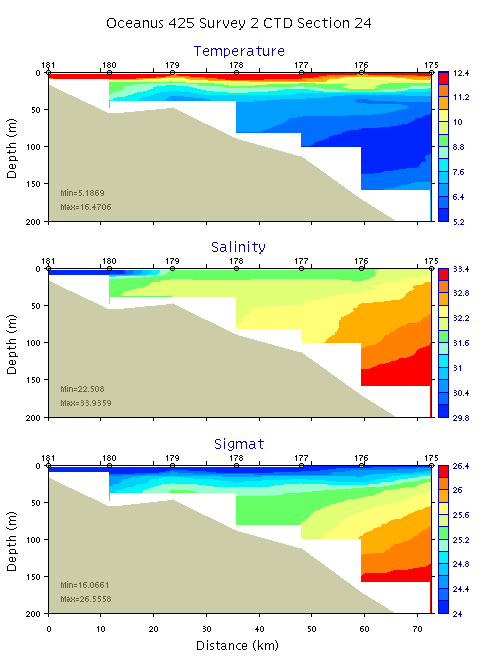 Oceanus 425 Survey 2 CTD Section 24
Temperature
181 180 179 178 177 176 175
0
50
100
150
200
Depth (m)
Min=5.1869
Max=16.4706
12.4
11.2
10
8.8
7.6
6.4
5.2
Salinity
181 180 179 178 177 176 175
0
50
100
150
200
Depth (m)
Min=22.508
Max=33.9359
33.4
32.8
32.2
31.6
31
30.4
29.8
Sigmat
181 180 179 178 177 176 175
0
50
100
150
200
Depth (m)
Min=16.0661
Max=26.5558
26.4
26
25.6
25.2
24.8
24.4
24
0 10 20 30 40 50 60 70
Distance (km)